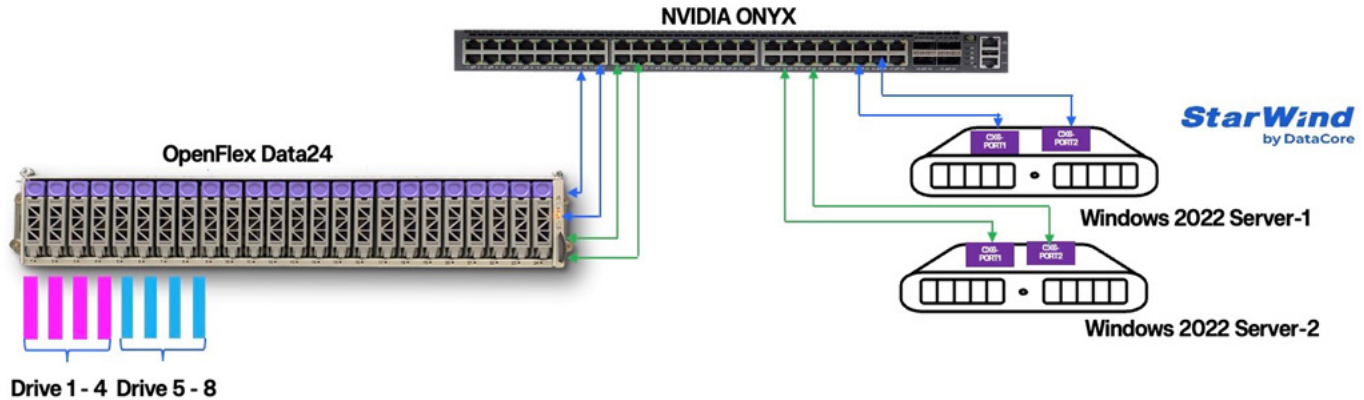 NVIDIA ONYX
StarWind
by DataCore
OpenFlex Data24
CX6-
PORT1
CX6-
PORT2
Windows 2022 Server-1
CX6-
PORT1
CX6-
PORT2
Windows 2022 Server-2
Drive 1 - 4 Drive 5 - 8